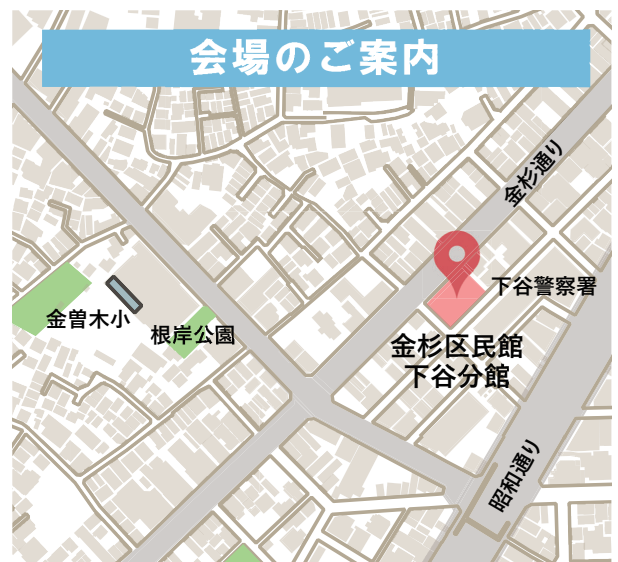 会場のご案内
金杉通り
下谷警察署
金曽木小
根岸公園
金杉区民館
下谷分館
昭和通り